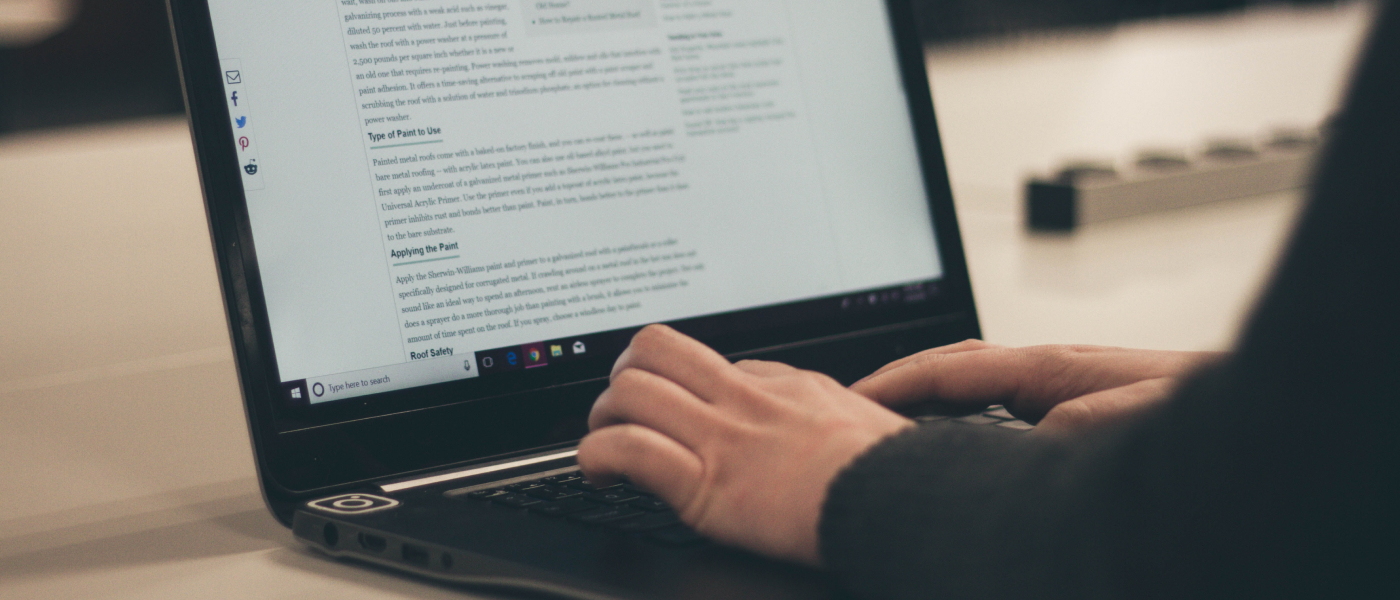 galvanizing process with a weak acid such as vinegar,
diluted 50 percent with water. Just before painting,
wash the roof with a power washer at a pressure of
2,500 pounds per square inch whether it is a new or
an old one that requires re-painting. Power washing removes rust, mildew and oils that interfere with
paint adhesion. It offers a time-saving alternative to scraping off old paint with a paint scraper and
scrubbing the roof with a solution of water and trisodium phosphate, an option for cleaning without a
power washer.
Old Home?
• How to Repair a Rusted Metal Roof
Type of Paint to Use
Painted metal roofs come with a baked-on factory finish, and you can re-coat them -- as well as paint
bare metal roofing -- with acrylic latex paint. You can also use oil-based alkyd paint, but you need to
first apply an undercoat of a galvanized metal primer such as Sherwin Williams Pro Industrial Pro-Cryl
Universal Acrylic Primer. Use the primer even if you add a topcoat of acrylic latex paint, because the
primer inhibits rust and bonds better than paint. Paint, in turn, bonds better to the primer than it does
to the bare substrate.
Applying the Paint
Apply the Sherwin-Williams paint and primer to a galvanized roof with a paintbrush or a roller
specifically designed for corrugated metal. If crawling around on a metal roof in the hot sun does not
sound like an ideal way to spend an afternoon, rent an airless sprayer to complete the project. Not only
does a sprayer do a more thorough job than painting with a brush, it allows you to minimize the
amount of time spent on the roof. If you spray, choose a windless day to paint.
Roof Safety
Type here to search